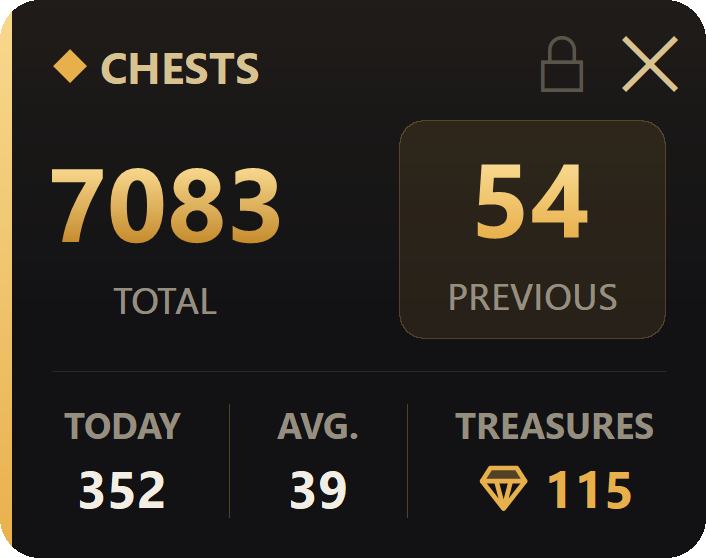 CHESTS
7083
TOTAL
54
PREVIOUS
TODAY
352
AVG.
39
TREASURES
115